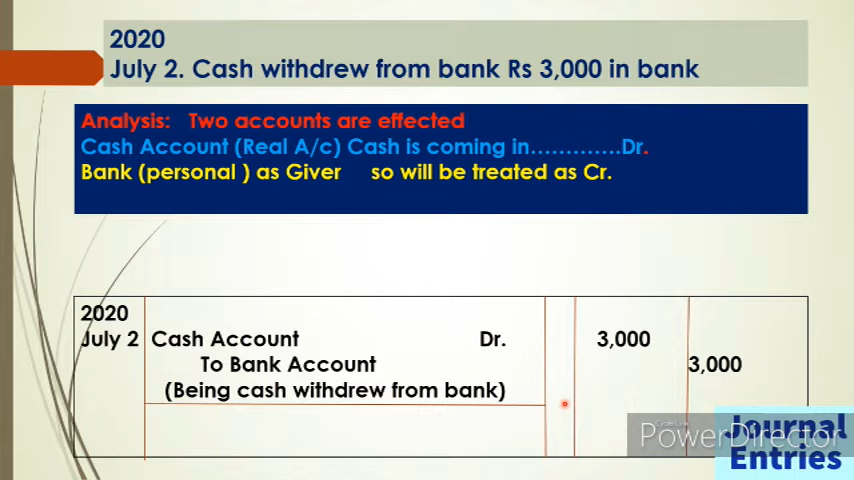 2020
July 2. Cash withdrew from bank Rs 3,000 in bank
Analysis: Two accounts are effected
Cash Account (Real A/c) Cash is coming in.............Dr.
Bank (personal ) as Giver so will be treated as Cr.
2020
July 2 Cash Account Dr. 3,000
To Bank Account 3,000
(Being cash withdrew from bank)
CyberLink
PowerDirector
Journal
Entries